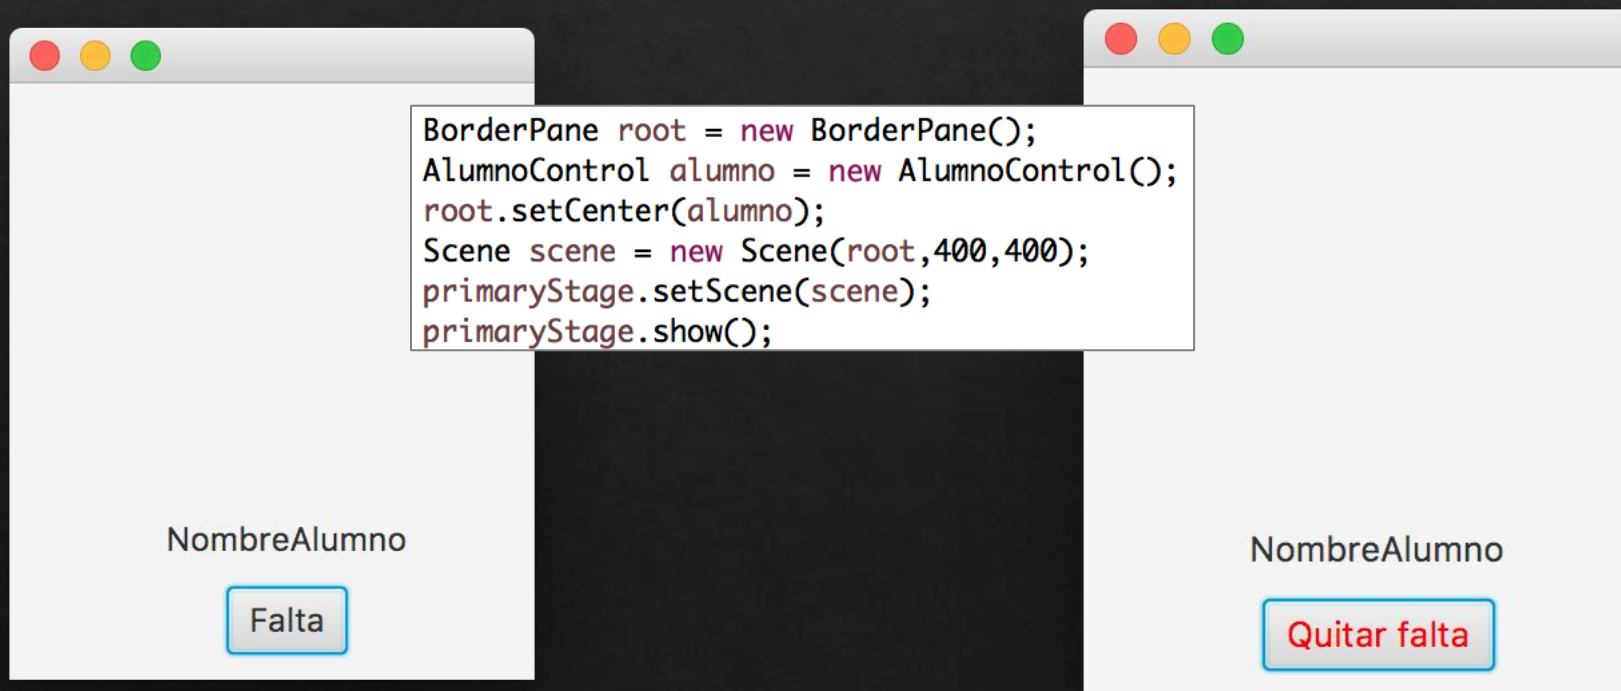 BorderPane root = new BorderPane();
AlumnoControl alumno = new AlumnoControl();
root.setCenter(alumno);
Scene scene = new Scene(root,400,400);
primaryStage.setScene(scene);
primaryStage.show();
NombreAlumno
Falta
NombreAlumno
Quitar falta